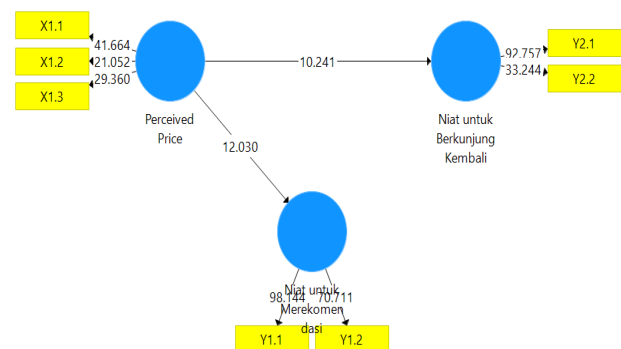 X1.1
X1.2
X1.3
41.664
21.052
29.360
Perceived
Price
10.241
12.030
92.757
33.244
Y2.1
Y2.2
Niat untuk
Berkunjung
Kembali
Niat untuk
Merekomen
dasi
98.144
70.711
Y1.1
Y1.2